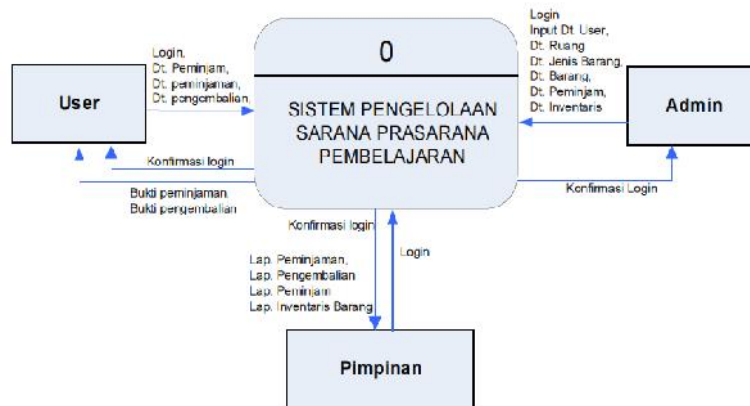 0
SISTEM PENGELOLAAN
SARANA PRASARANA
PEMBELAJARAN
User
Login,
Dt. Peminjam,
Dt. peminjaman,
Dt. pengembalian,
Konfirmasi login
Bukti peminjaman,
Bukti pengembalian
Login
Input Dt. User,
Dt. Ruang
Dt. Jenis Barang,
Dt. Barang,
Dt. Peminjam,
Dt. Inventaris
Admin
Konfirmasi Login
Konfirmasi login
Login
Lap. Peminjaman,
Lap. Pengembalian
Lap. Peminjam
Lap. Inventaris Barang
Pimpinan